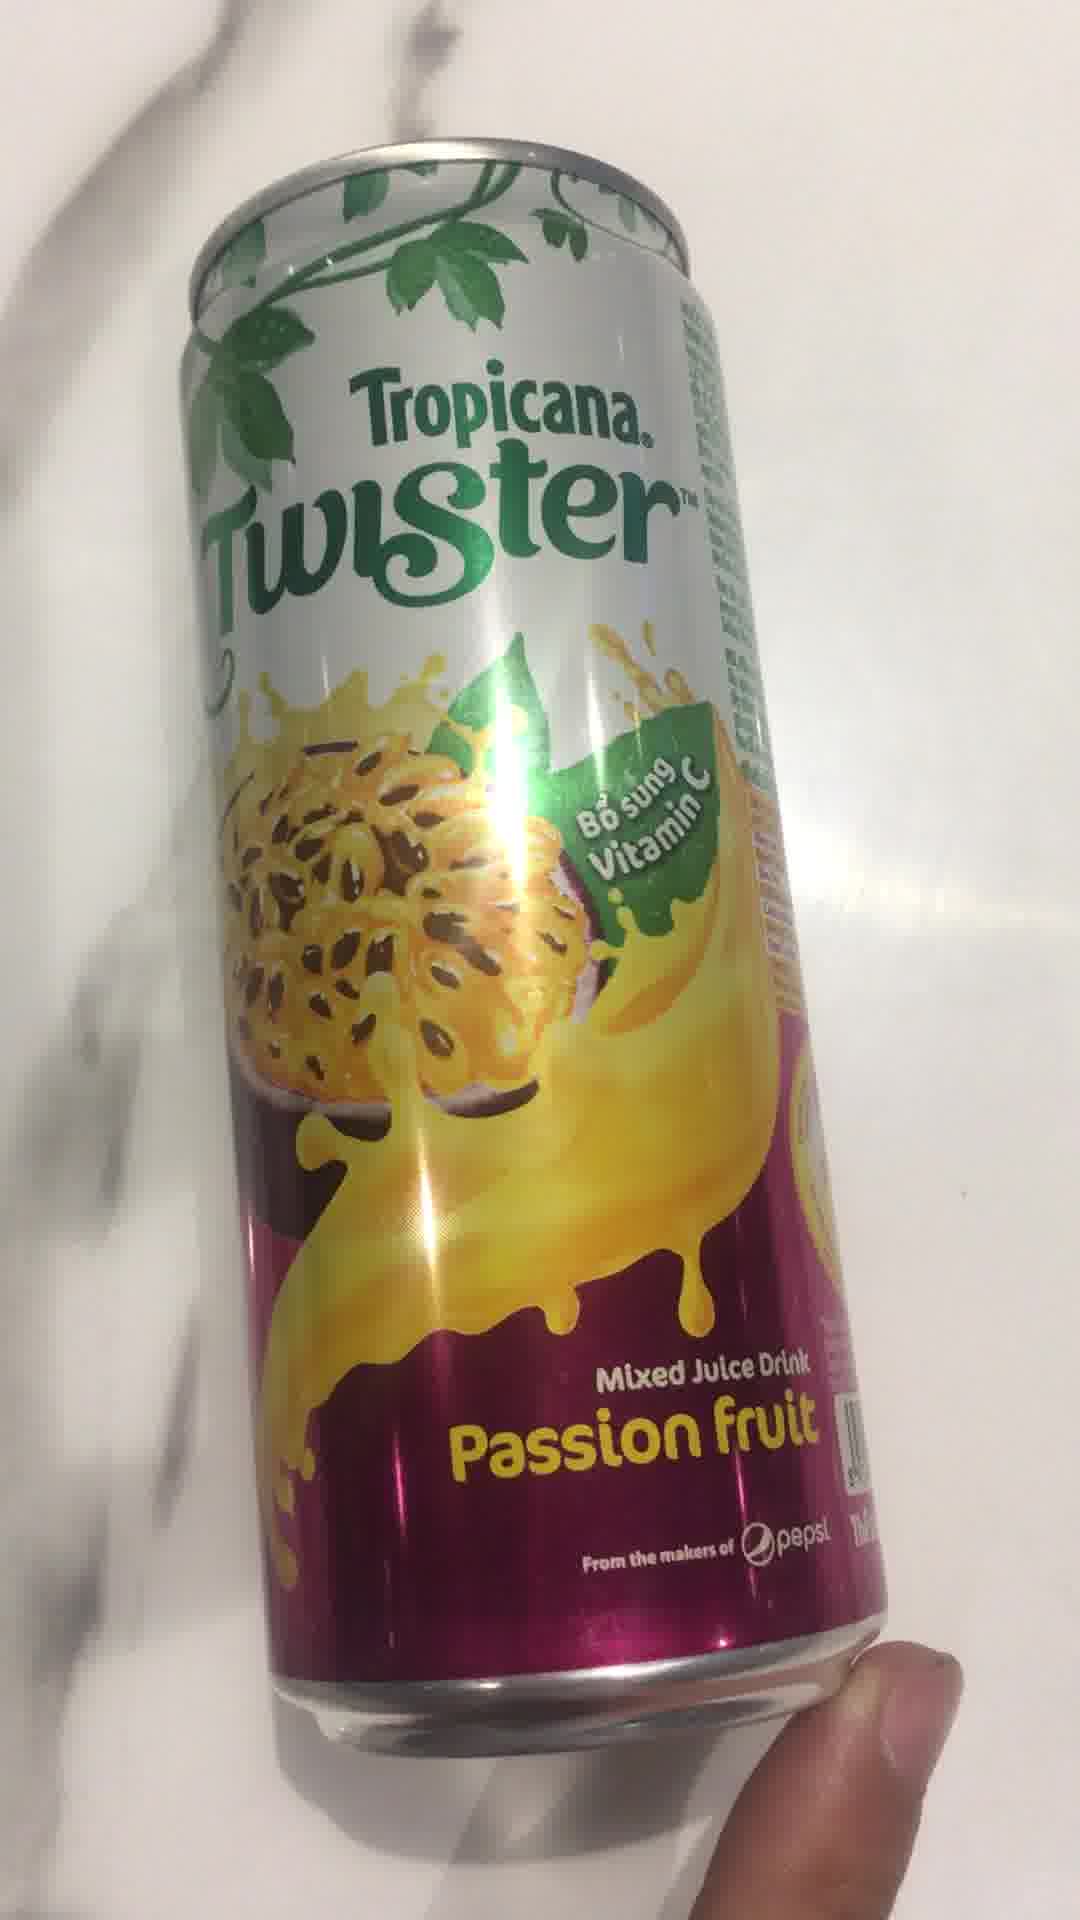 Tropicana®
Twister™
Bổ sung
Vitamin C
Mixed Juice Drink
Passion fruit
From the makers of pepsi